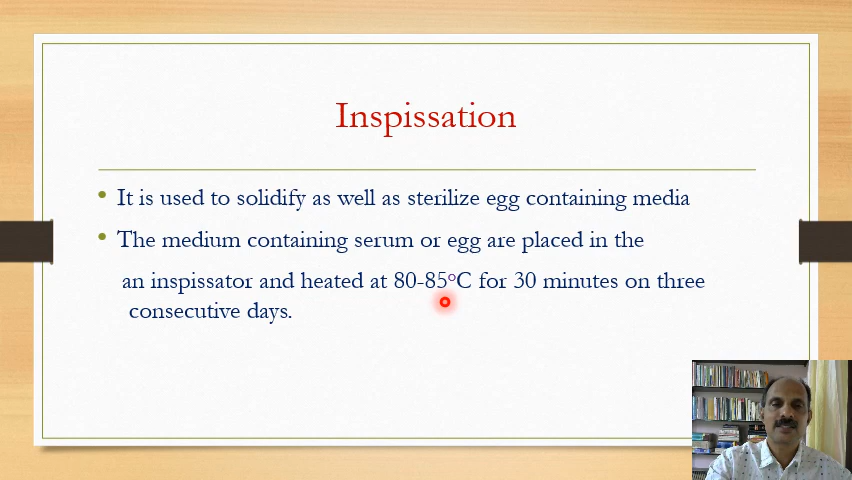 Inspissation
• It is used to solidify as well as sterilize egg containing media
• The medium containing serum or egg are placed in the
an inspissator and heated at 80-85°C for 30 minutes on three
consecutive days.